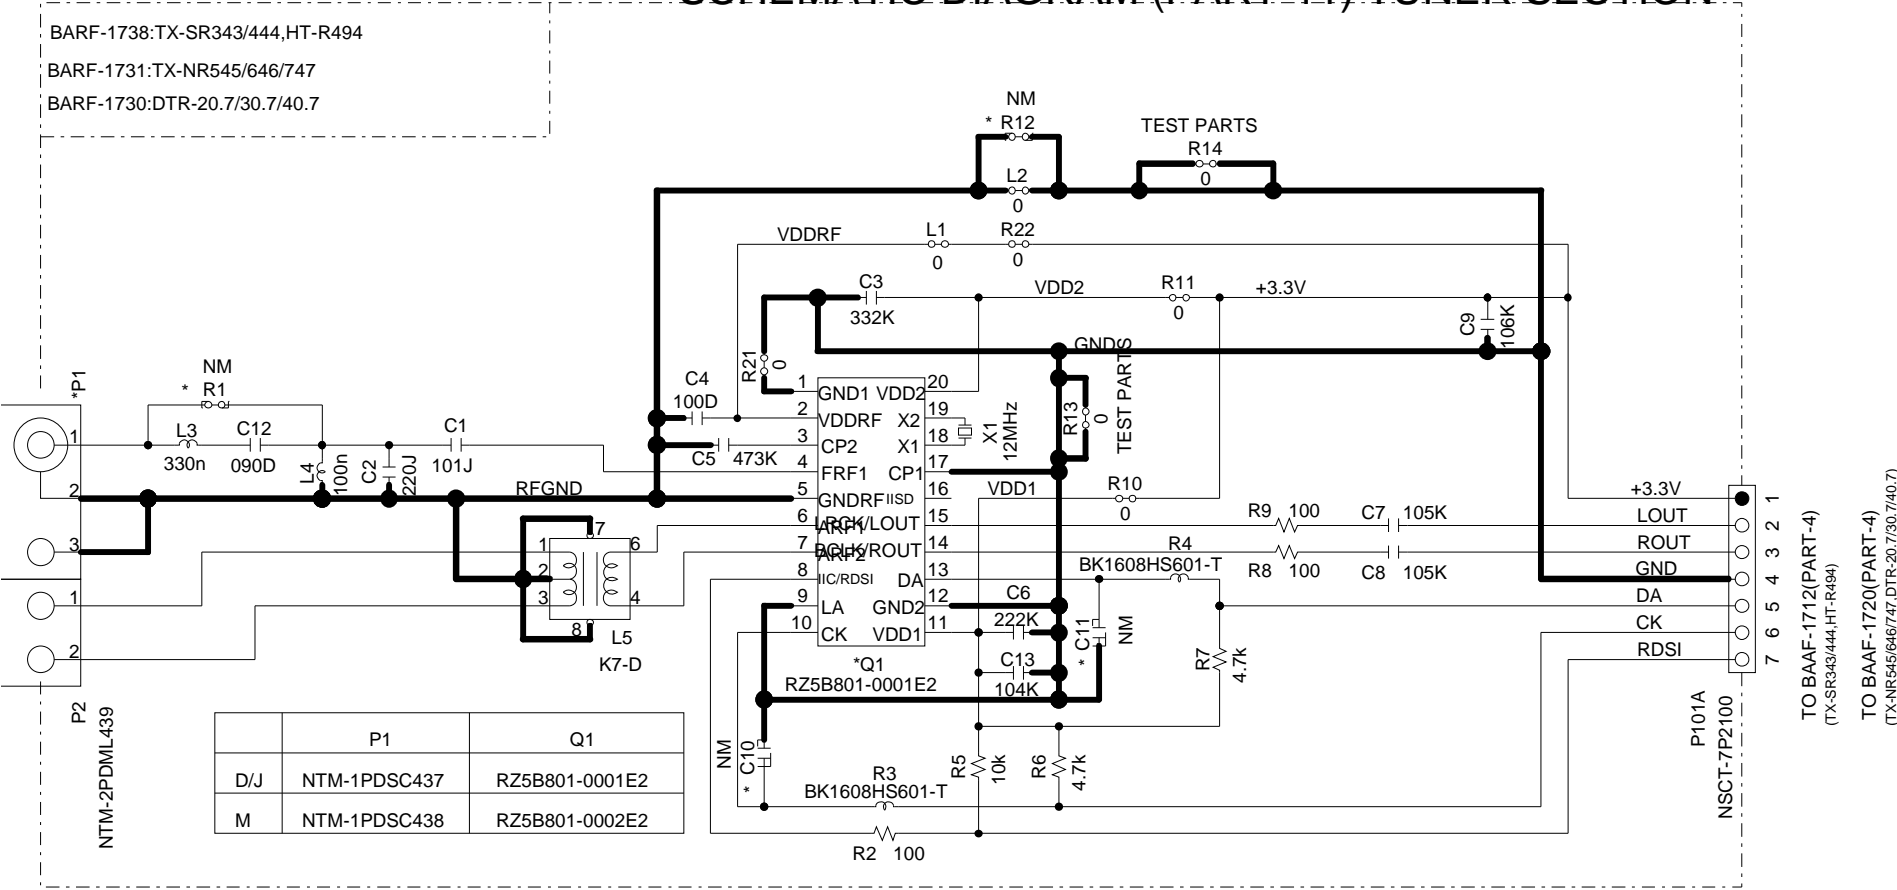 SCHEMATIC DIAGRAM (PART-11) TUNER SECTION
BARF-1738:TX-SR343/444,HT-R494
BARF-1731:TX-NR545/646/747
BARF-1730:DTR-20.7/30.7/40.7
NM
* R12
TEST PARTS
R14
0
L2
0
VDDRF
L1
0
R22
0
C3
332K
VDD2
R11
0
+3.3V
C9
106K
GNDS
R21
0
R13
0
TEST PARTS
*P1
NM
* R1
L3
330n
C12
090D
L4
100n
C2
220J
C1
101J
C4
100D
C5
473K
RFGND
1
2
3
1
2
1 GND1 VDD2 20
2 VDDRF X2 19
3 CP2 X1 18
4 FRF1 CP1 17
5 GNDRF IISD 16
6 ARF1 LRCK/LOUT 15
7 ARF2 BCLK/ROUT 14
8 IIC/RDSI DA 13
9 LA GND2 12
10 CK VDD1 11
*Q1
RZ5B801-0001E2
X1
12MHz
VDD1
R10
0
R9 100
C7 105K
R8 100
C8 105K
R4
BK1608HS601-T
C6
222K
C13
104K
* C11
NM
R7
4.7k
7
1
2
3
6
4
8
L5
K7-D
P2
NTM-2PDML439
P1 Q1
D/J NTM-1PDSC437 RZ5B801-0001E2
M NTM-1PDSC438 RZ5B801-0002E2
NM
* C10
R3
BK1608HS601-T
R2 100
R5
10k
R6
4.7k
+3.3V 1
LOUT 2
ROUT 3
GND 4
DA 5
CK 6
RDSI 7
P101A
NSCT-7P2100
TO BAAF-1712(PART-4)
(TX-SR343/444,HT-R494)
TO BAAF-1720(PART-4)
(TX-NR545/646/747,DTR-20.7/30.7/40.7)